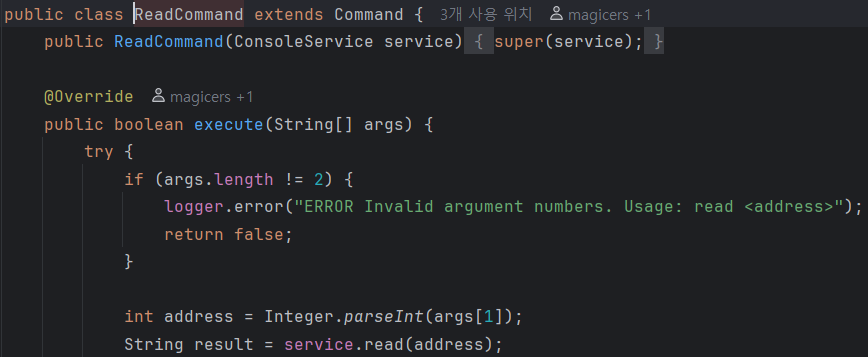 public class ReadCommand extends Command { 3개 사용 위치 magicers +1
public ReadCommand(ConsoleService service) { super(service); }
@Override magicers +1
public boolean execute(String[] args) {
try {
if (args.length != 2) {
logger.error("ERROR Invalid argument numbers. Usage: read <address>");
return false;
}
int address = Integer.parseInt(args[1]);
String result = service.read(address);